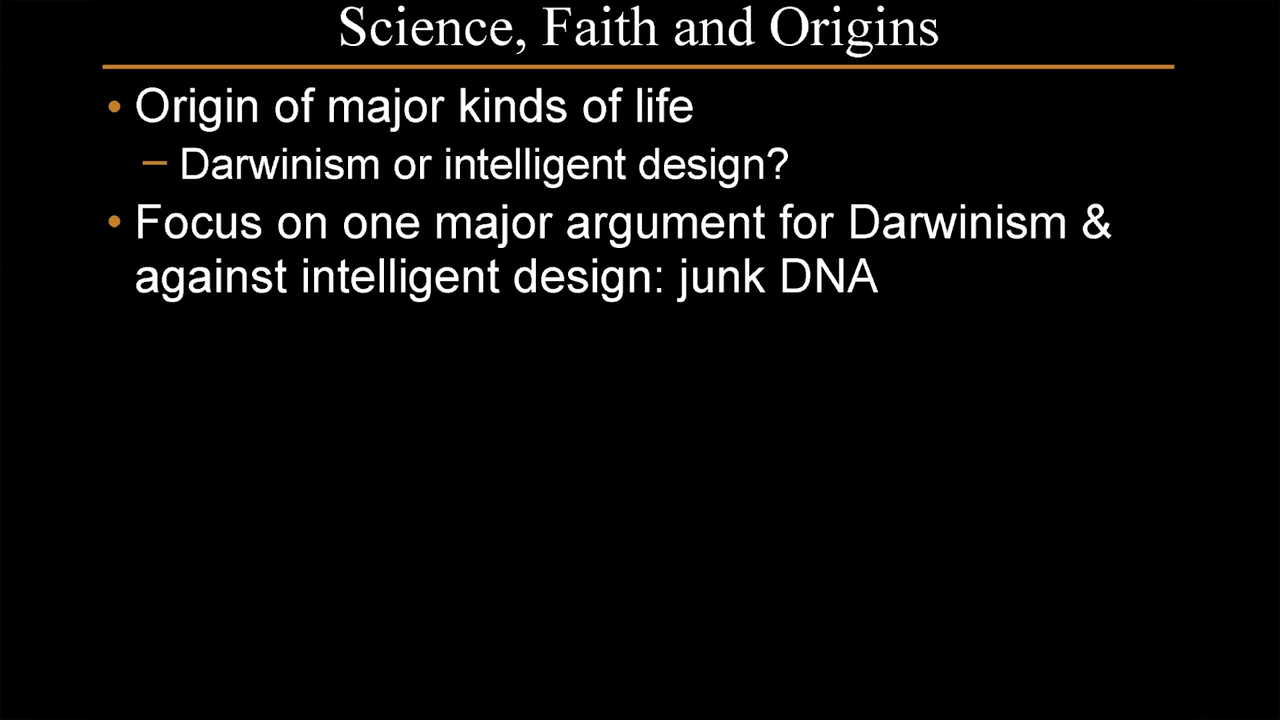 Science, Faith and Origins
• Origin of major kinds of life
– Darwinism or intelligent design?
• Focus on one major argument for Darwinism &
against intelligent design: junk DNA